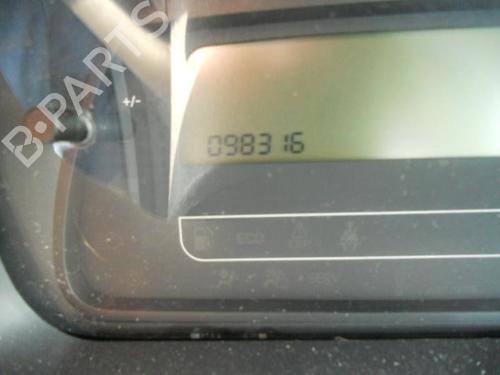 B-PARTS
+/-
098316
ECO